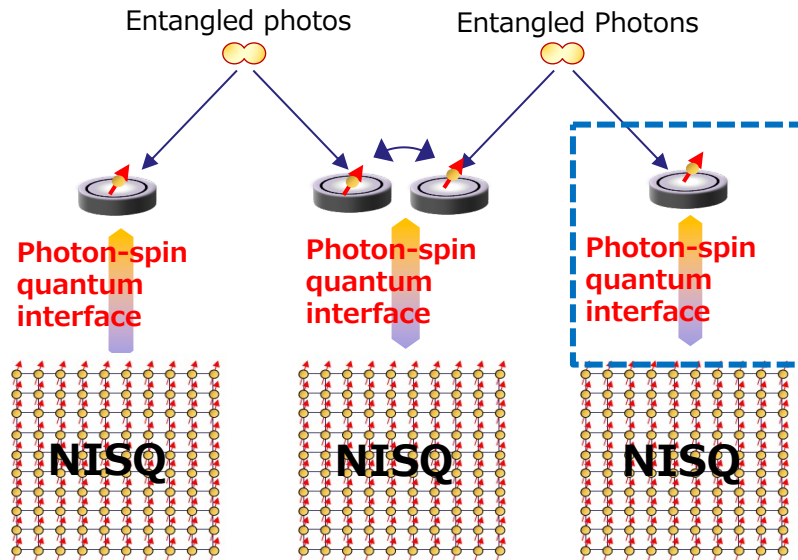 Entangled photos
Entangled Photons
Photon-spin
quantum
interface
Photon-spin
quantum
interface
Photon-spin
quantum
interface
NISQ
NISQ
NISQ